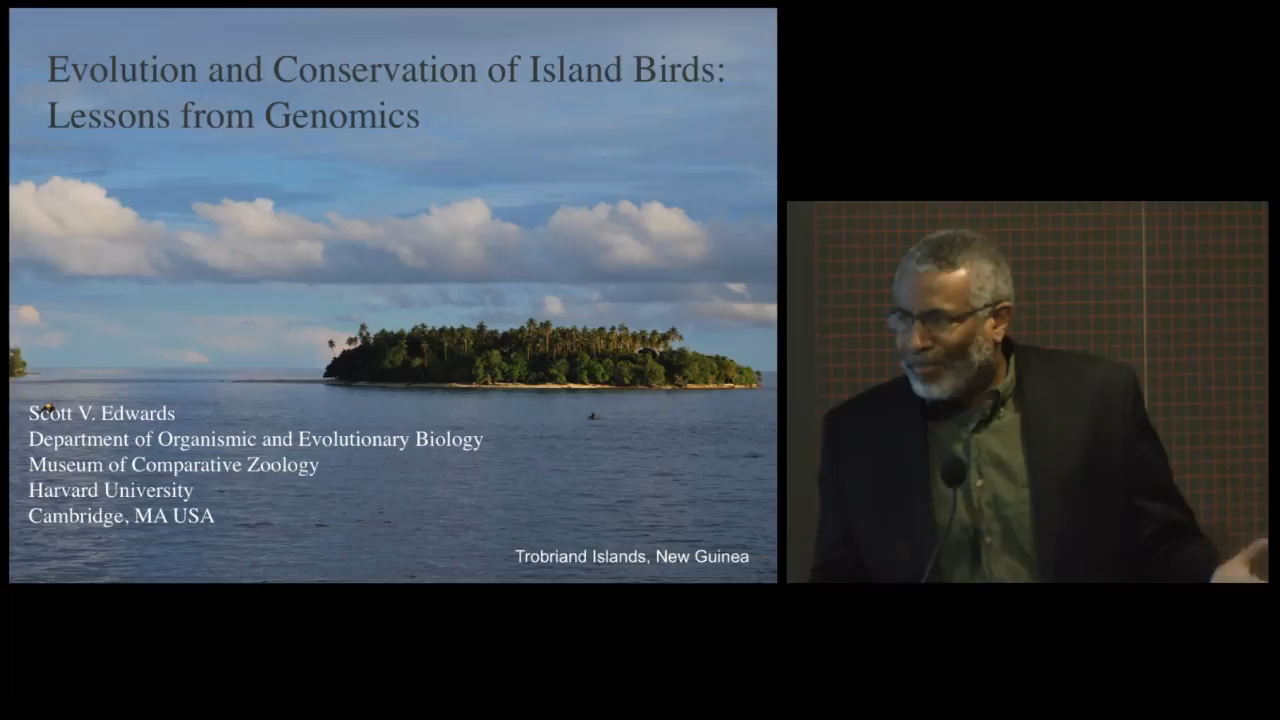 Evolution and Conservation of Island Birds:
Lessons from Genomics
Scott V. Edwards
Department of Organismic and Evolutionary Biology
Museum of Comparative Zoology
Harvard University
Cambridge, MA USA
Trobriand Islands, New Guinea